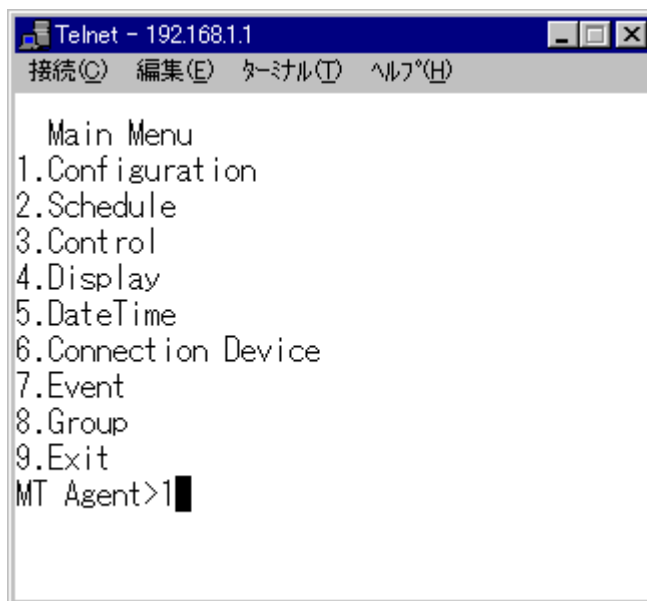 Telnet - 192.168.1.1
接続(C) 編集(E) ﾀｰﾐﾅﾙ(T) ﾍﾙﾌﾟ(H)
Main Menu
1.Configuration
2.Schedule
3.Control
4.Display
5.DateTime
6.Connection Device
7.Event
8.Group
9.Exit
MT Agent>1